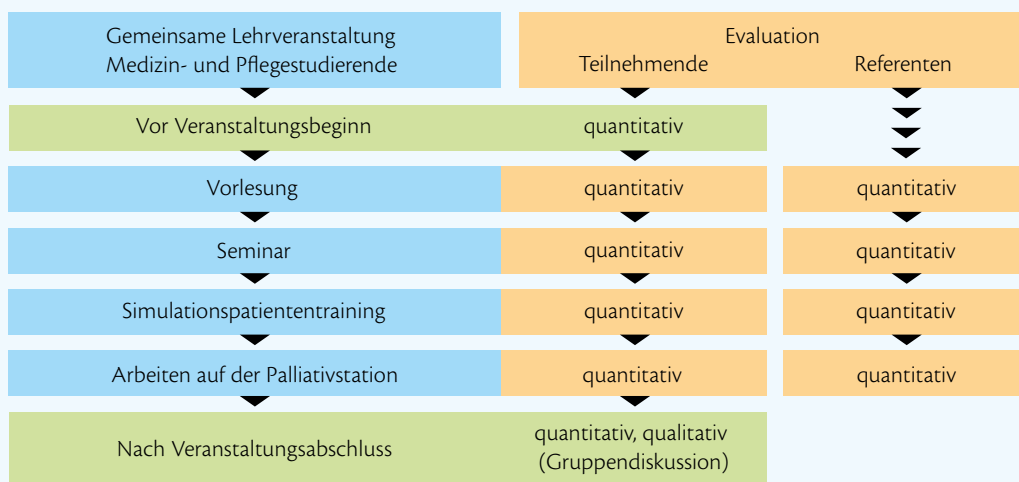 Gemeinsame Lehrveranstaltung
Medizin- und Pflegestudierende
Evaluation
Teilnehmende Referenten
Vor Veranstaltungsbeginn quantitativ
Vorlesung quantitativ quantitativ
Seminar quantitativ quantitativ
Simulationspatiententraining quantitativ quantitativ
Arbeiten auf der Palliativstation quantitativ quantitativ
Nach Veranstaltungsabschluss
quantitativ, qualitativ
(Gruppendiskussion)